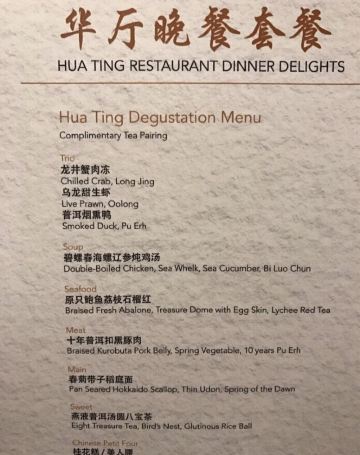 华厅晚餐套餐
HUA TING RESTAURANT DINNER DELIGHTS
Hua Ting Degustation Menu
Complimentary Tea Pairing
Trio
龙井蟹肉冻
Chilled Crab, Long Jing
乌龙甜生虾
Live Prawn, Oolong
普洱烟熏鸭
Smoked Duck, Pu Erh
Soup
碧螺春海螺辽参炖鸡汤
Double-Boiled Chicken, Sea Whelk, Sea Cucumber, Bi Luo Chun
Seafood
原只鲍鱼荔枝石榴红
Braised Fresh Abalone, Treasure Dome with Egg Skin, Lychee Red Tea
Meat
十年普洱扣黑豚肉
Braised Kurobuta Pork Belly, Spring Vegetable, 10 years Pu Erh
Main
春菊带子稻庭面
Pan Seared Hokkaido Scallop, Thin Udon, Spring of the Dawn
Sweet
燕液普洱汤圆八宝茶
Eight Treasure Tea, Bird's Nest, Glutinous Rice Ball
Chinese Petit Four
桂花糕 / 美人腰